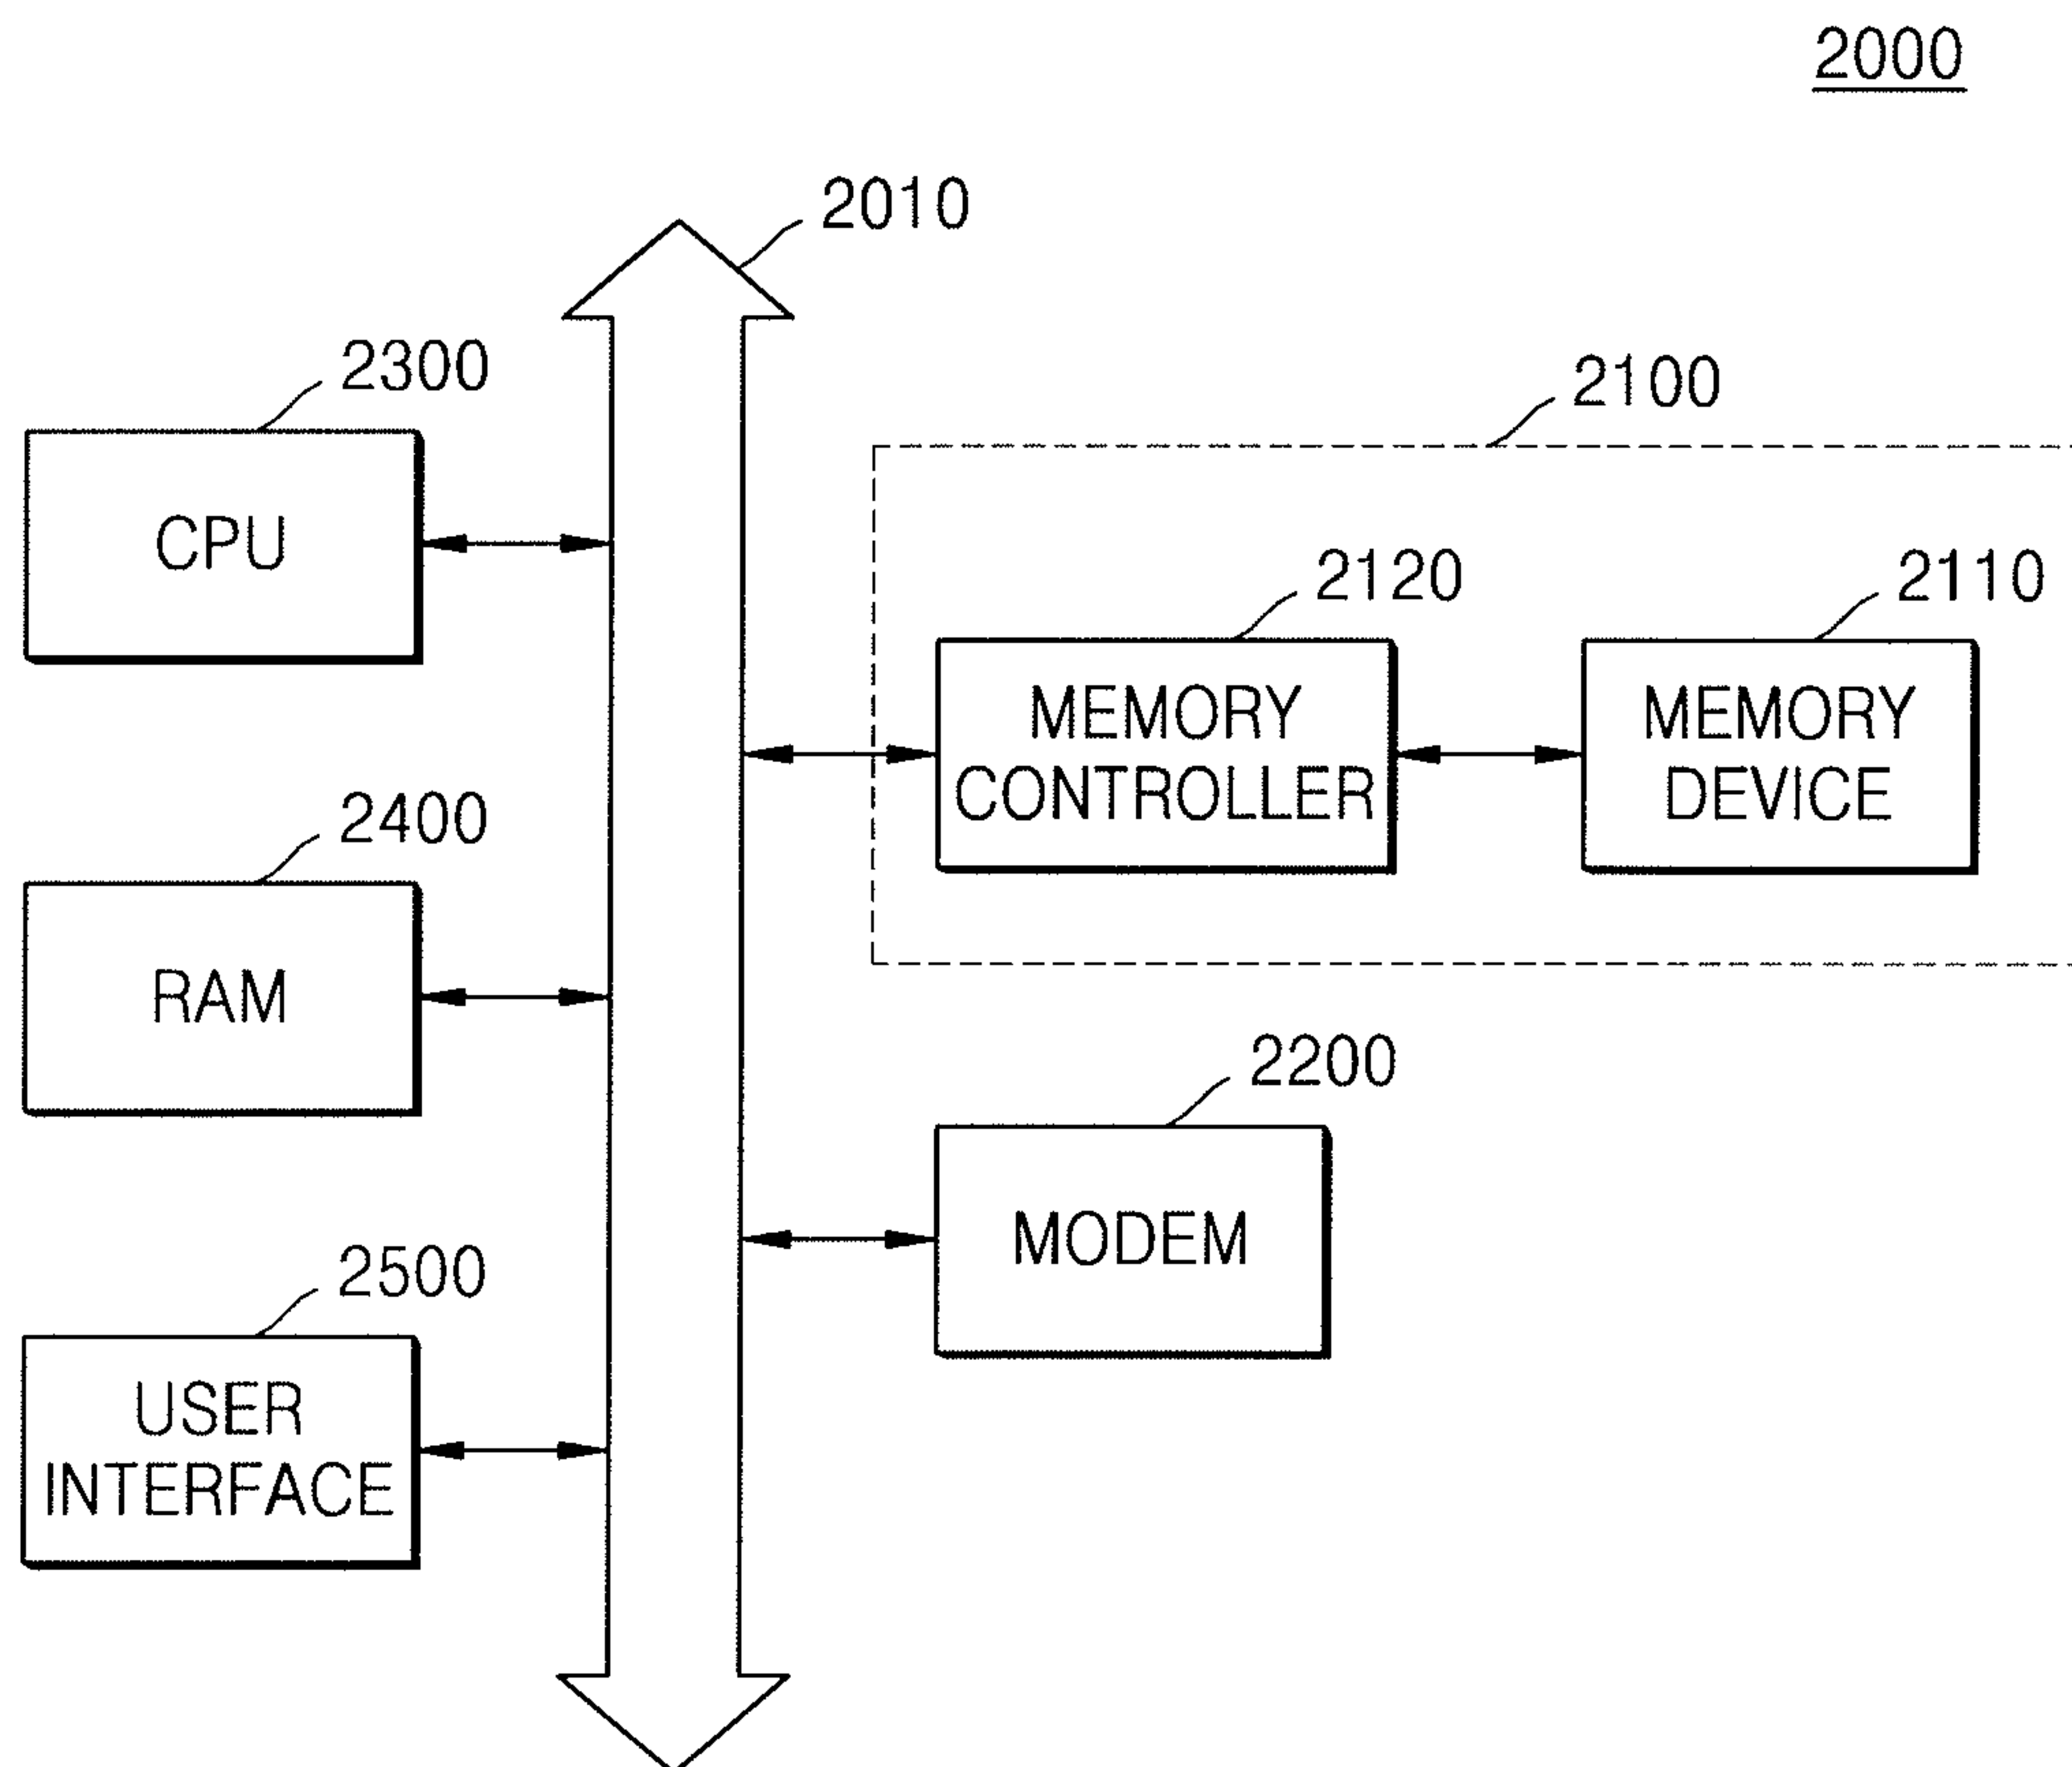 2000
2010
2300
CPU
2100
2120
MEMORY
CONTROLLER
2110
MEMORY
DEVICE
2400
RAM
2200
MODEM
2500
USER
INTERFACE